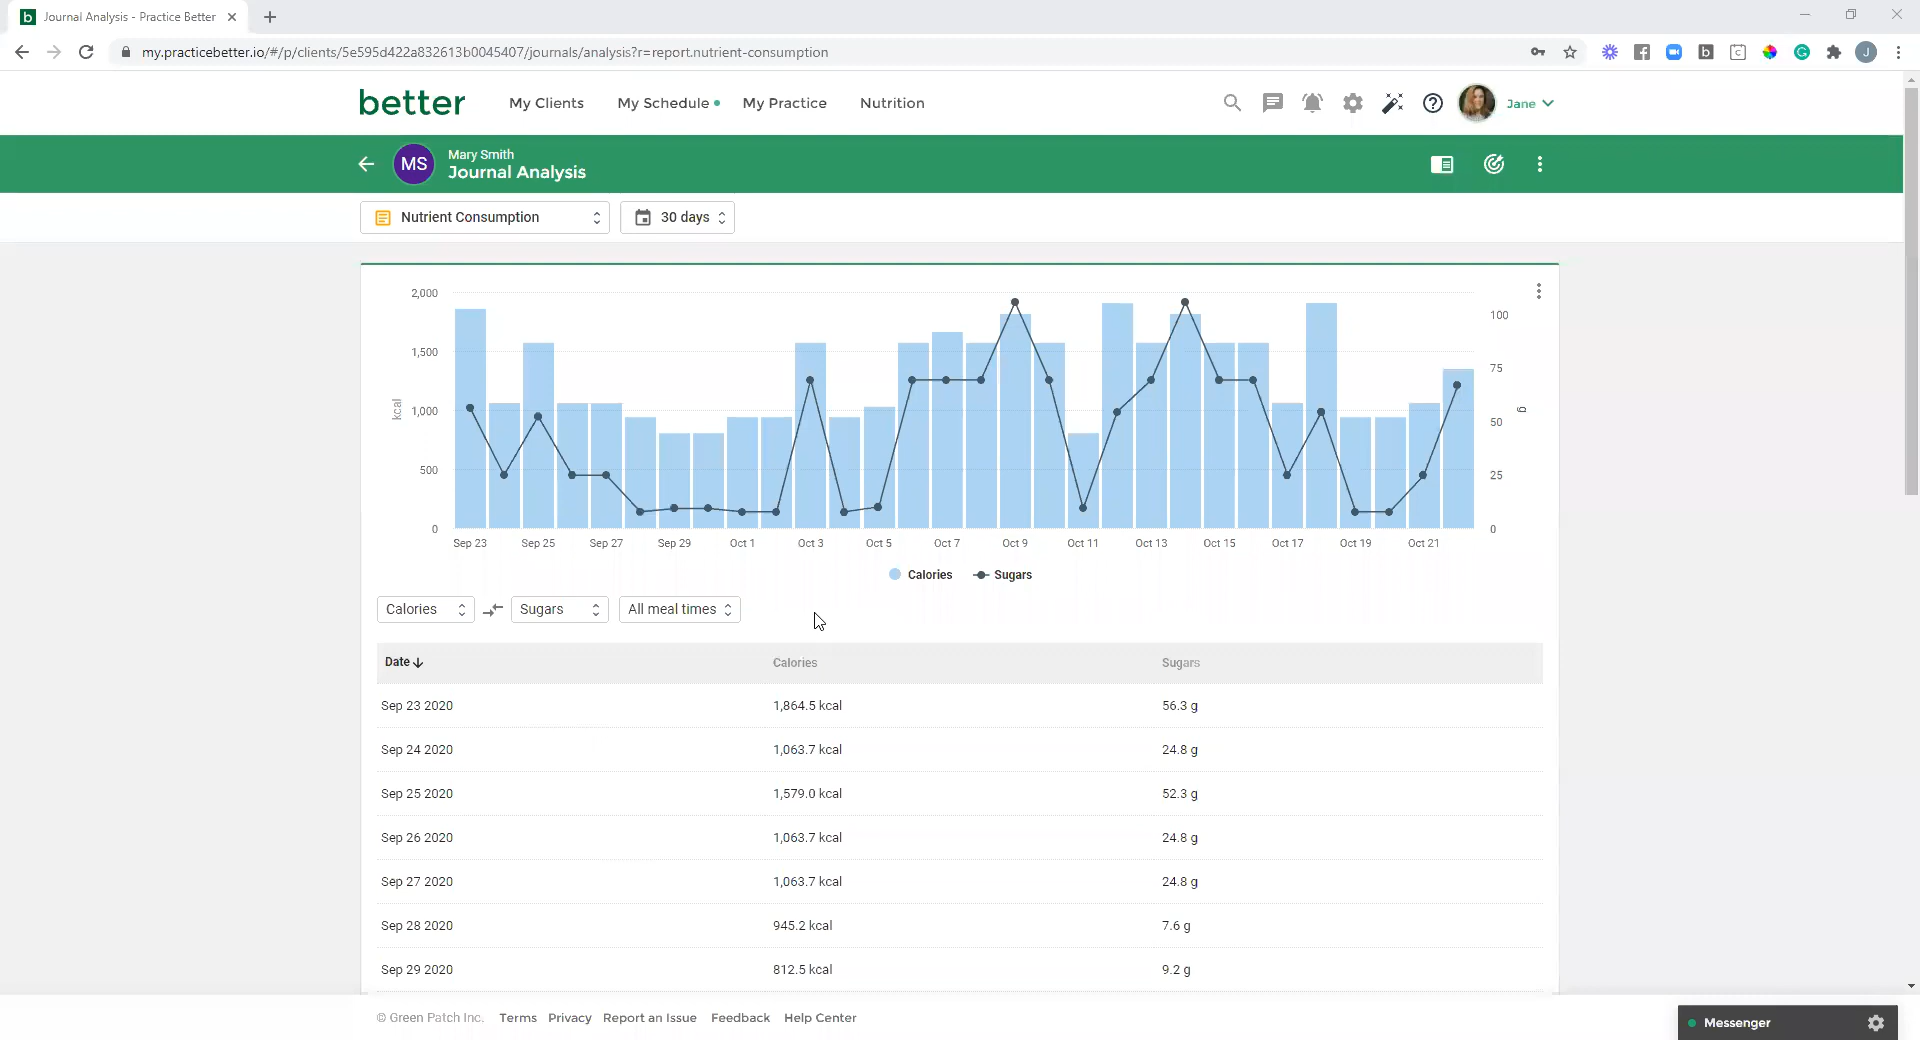 Journal Analysis - Practice Better
my.practicebetter.io/#/p/clients/5e595d422a832613b0045407/journals/analysis?r=report.nutrient-consumption
better My Clients My Schedule My Practice Nutrition Jane
MS Mary Smith
Journal Analysis
Nutrient Consumption 30 days
2,000
1,500
1,000
500
0
kcal
100
75
50
25
0
g
Sep 23 Sep 25 Sep 27 Sep 29 Oct 1 Oct 3 Oct 5 Oct 7 Oct 9 Oct 11 Oct 13 Oct 15 Oct 17 Oct 19 Oct 21
Calories Sugars
Calories Sugars All meal times
Date Calories Sugars
Sep 23 2020 1,864.5 kcal 56.3 g
Sep 24 2020 1,063.7 kcal 24.8 g
Sep 25 2020 1,579.0 kcal 52.3 g
Sep 26 2020 1,063.7 kcal 24.8 g
Sep 27 2020 1,063.7 kcal 24.8 g
Sep 28 2020 945.2 kcal 7.6 g
Sep 29 2020 812.5 kcal 9.2 g
© Green Patch Inc. Terms Privacy Report an Issue Feedback Help Center
Messenger